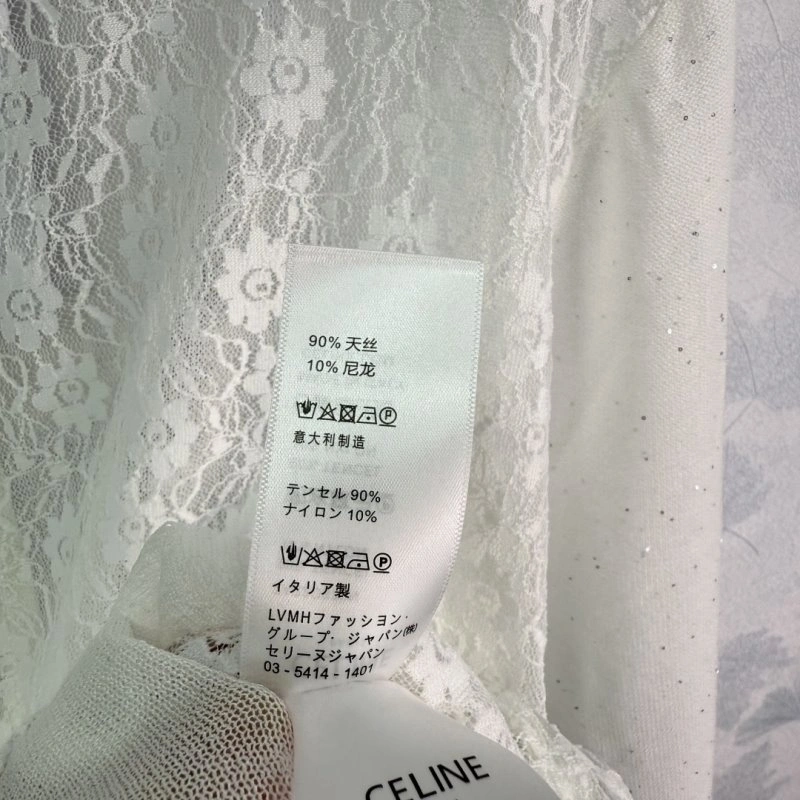 90% 天丝
10% 尼龙
意大利制造
テンセル 90%
ナイロン 10%
イタリア製
LVMHファッション・
グループ・ジャパン(株)
セリーヌジャパン
03 - 5414 - 1401
CELINE